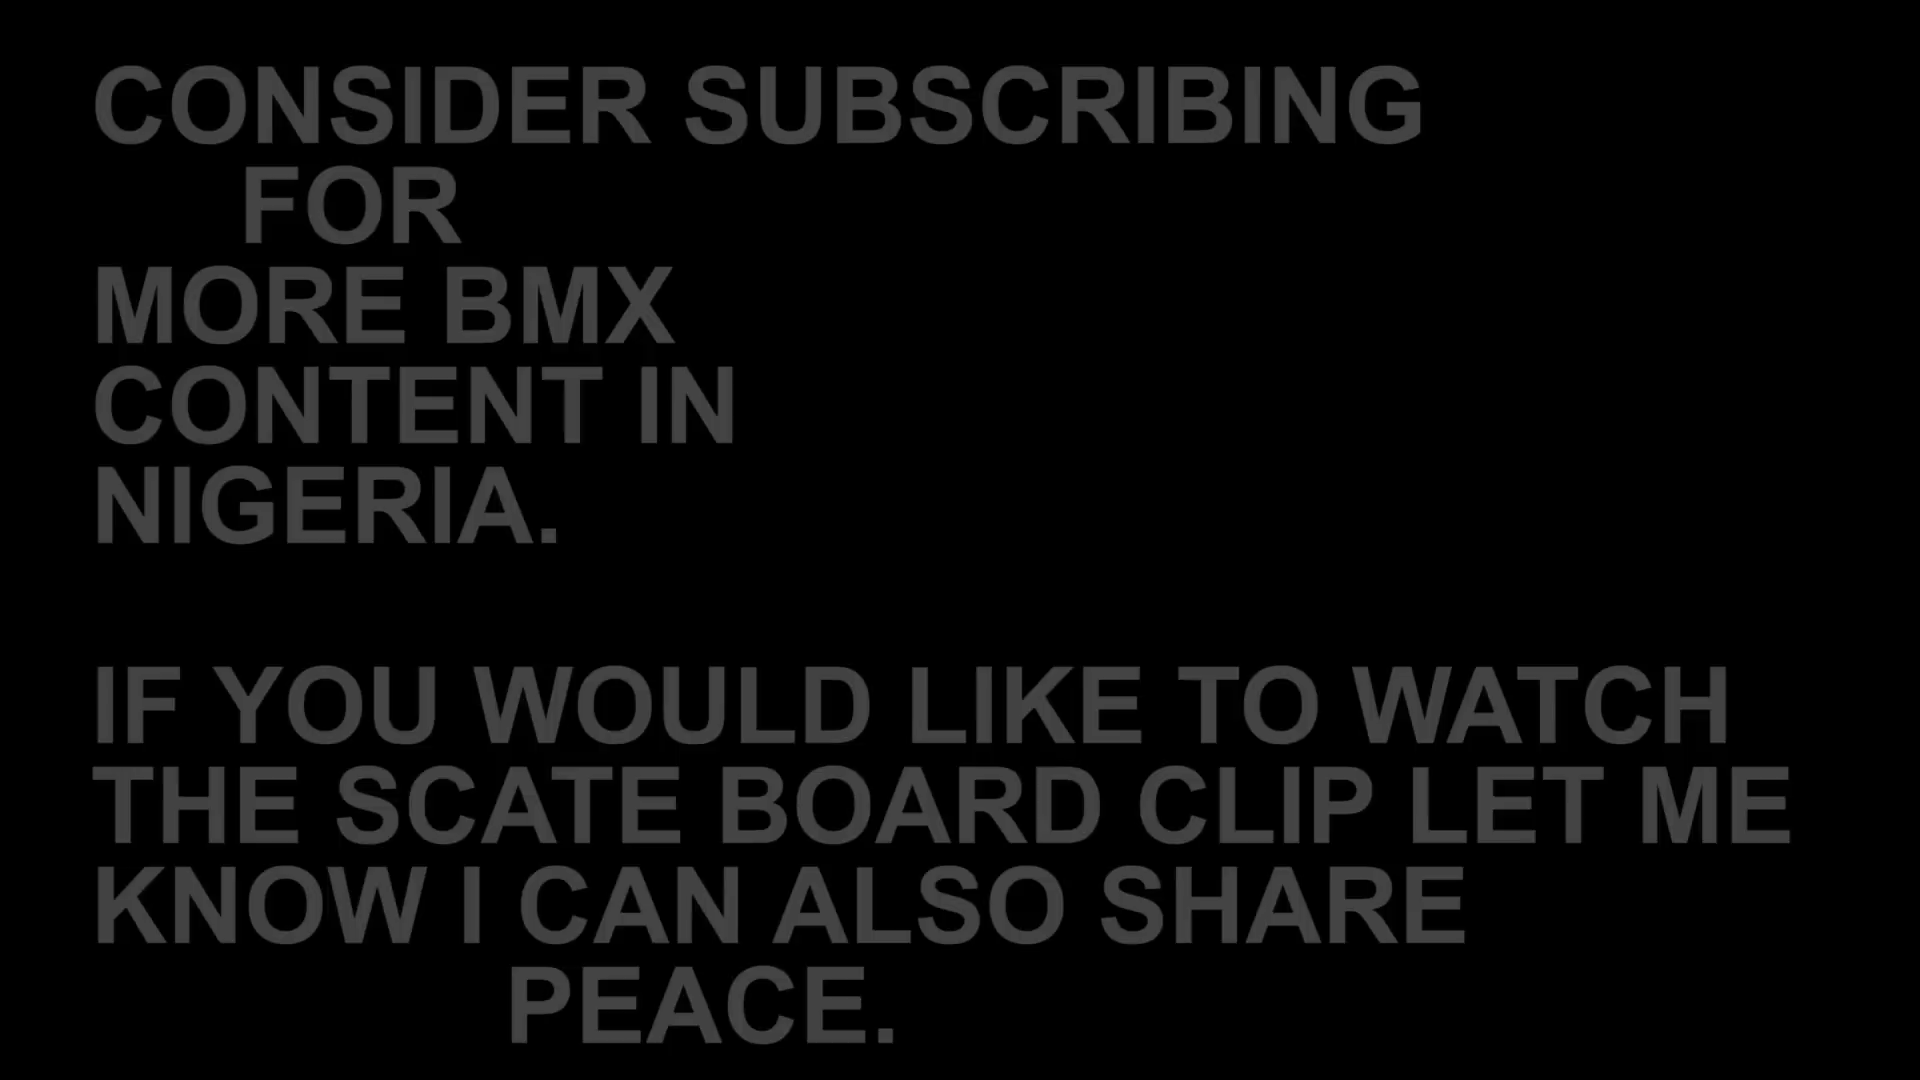 CONSIDER SUBSCRIBING
FOR
MORE BMX
CONTENT IN
NIGERIA.
IF YOU WOULD LIKE TO WATCH
THE SCATE BOARD CLIP LET ME
KNOW I CAN ALSO SHARE
PEACE.